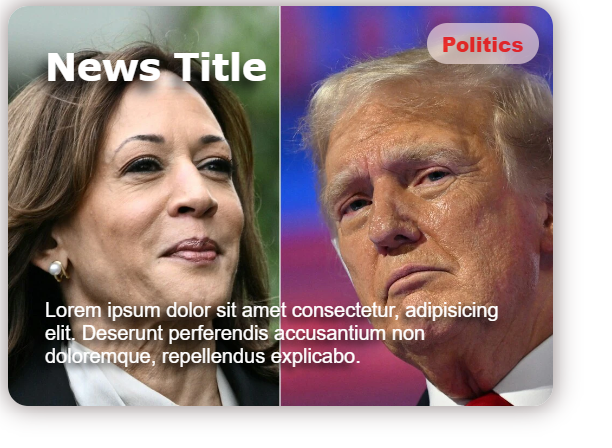 Politics
News Title
Lorem ipsum dolor sit amet consectetur, adipisicing
elit. Deserunt perferendis accusantium non
doloremque, repellendus explicabo.